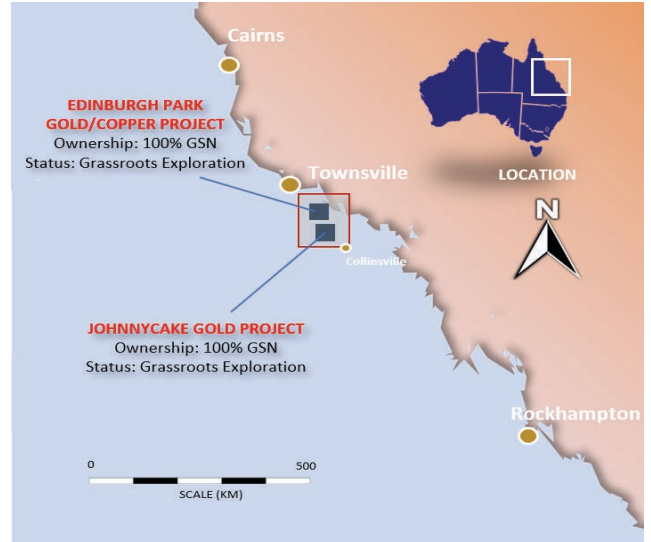 Cairns
EDINBURGH PARK
GOLD/COPPER PROJECT
Ownership: 100% GSN
Status: Grassroots Exploration
Townsville
LOCATION
N
Collinsville
JOHNNYCAKE GOLD PROJECT
Ownership: 100% GSN
Status: Grassroots Exploration
Rockhampton
0 500
SCALE (KM)